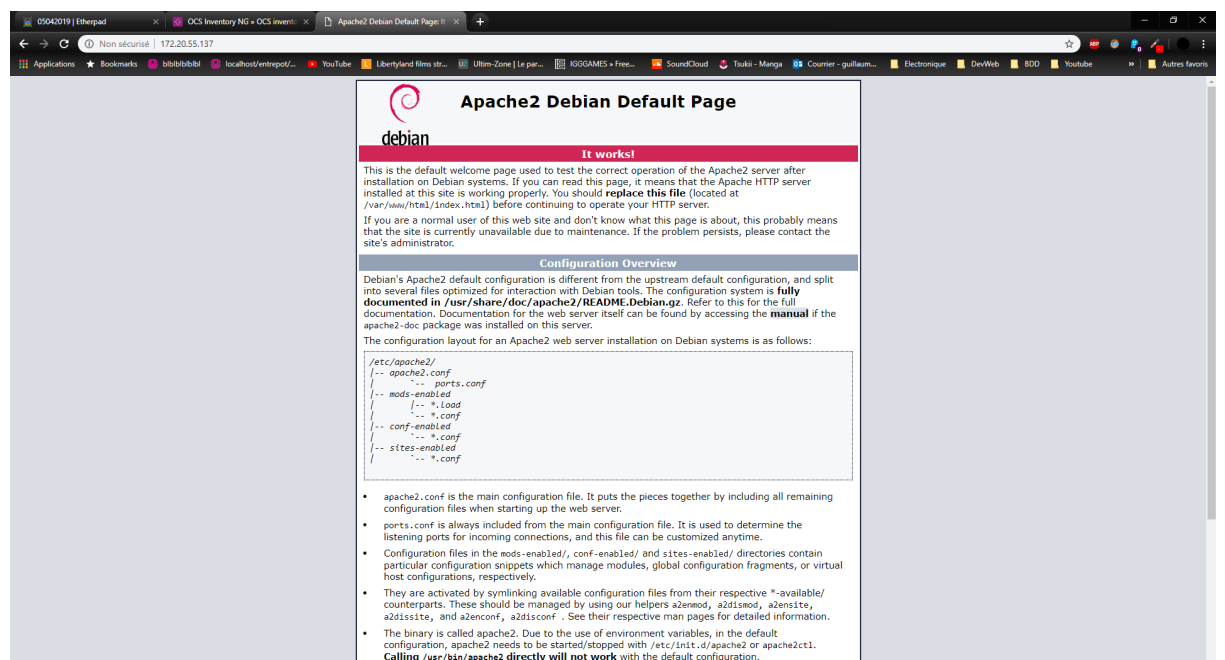 05042019 | Etherpad
OCS Inventory NG » OCS invento
Apache2 Debian Default Page: It
Non sécurisé | 172.20.55.137
Applications
Bookmarks
blblblblblbl
localhost/entrepot/...
YouTube
Libertyland films str...
Ultim-Zone | Le par...
IGGGAMES » Free...
SoundCloud
Tsukii - Manga
Courrier - guillaum...
Electronique
DevWeb
BDD
Youtube
»
Autres favoris
debian
Apache2 Debian Default Page
It works!
This is the default welcome page used to test the correct operation of the Apache2 server after
installation on Debian systems. If you can read this page, it means that the Apache HTTP server
installed at this site is working properly. You should replace this file (located at
/var/www/html/index.html) before continuing to operate your HTTP server.
If you are a normal user of this web site and don't know what this page is about, this probably means
that the site is currently unavailable due to maintenance. If the problem persists, please contact the
site's administrator.
Configuration Overview
Debian's Apache2 default configuration is different from the upstream default configuration, and split
into several files optimized for interaction with Debian tools. The configuration system is fully
documented in /usr/share/doc/apache2/README.Debian.gz. Refer to this for the full
documentation. Documentation for the web server itself can be found by accessing the manual if the
apache2-doc package was installed on this server.
The configuration layout for an Apache2 web server installation on Debian systems is as follows:
/etc/apache2/
|-- apache2.conf
|       `--  ports.conf
|-- mods-enabled
|       |-- *.load
|       `-- *.conf
|-- conf-enabled
|       `-- *.conf
|-- sites-enabled
|       `-- *.conf
• apache2.conf is the main configuration file. It puts the pieces together by including all remaining
configuration files when starting up the web server.
• ports.conf is always included from the main configuration file. It is used to determine the
listening ports for incoming connections, and this file can be customized anytime.
• Configuration files in the mods-enabled/, conf-enabled/ and sites-enabled/ directories contain
particular configuration snippets which manage modules, global configuration fragments, or virtual
host configurations, respectively.
• They are activated by symlinking available configuration files from their respective *-available/
counterparts. These should be managed by using our helpers a2enmod, a2dismod, a2ensite,
a2dissite, and a2enconf, a2disconf . See their respective man pages for detailed information.
• The binary is called apache2. Due to the use of environment variables, in the default
configuration, apache2 needs to be started/stopped with /etc/init.d/apache2 or apache2ctl.
Calling /usr/bin/apache2 directly will not work with the default configuration.